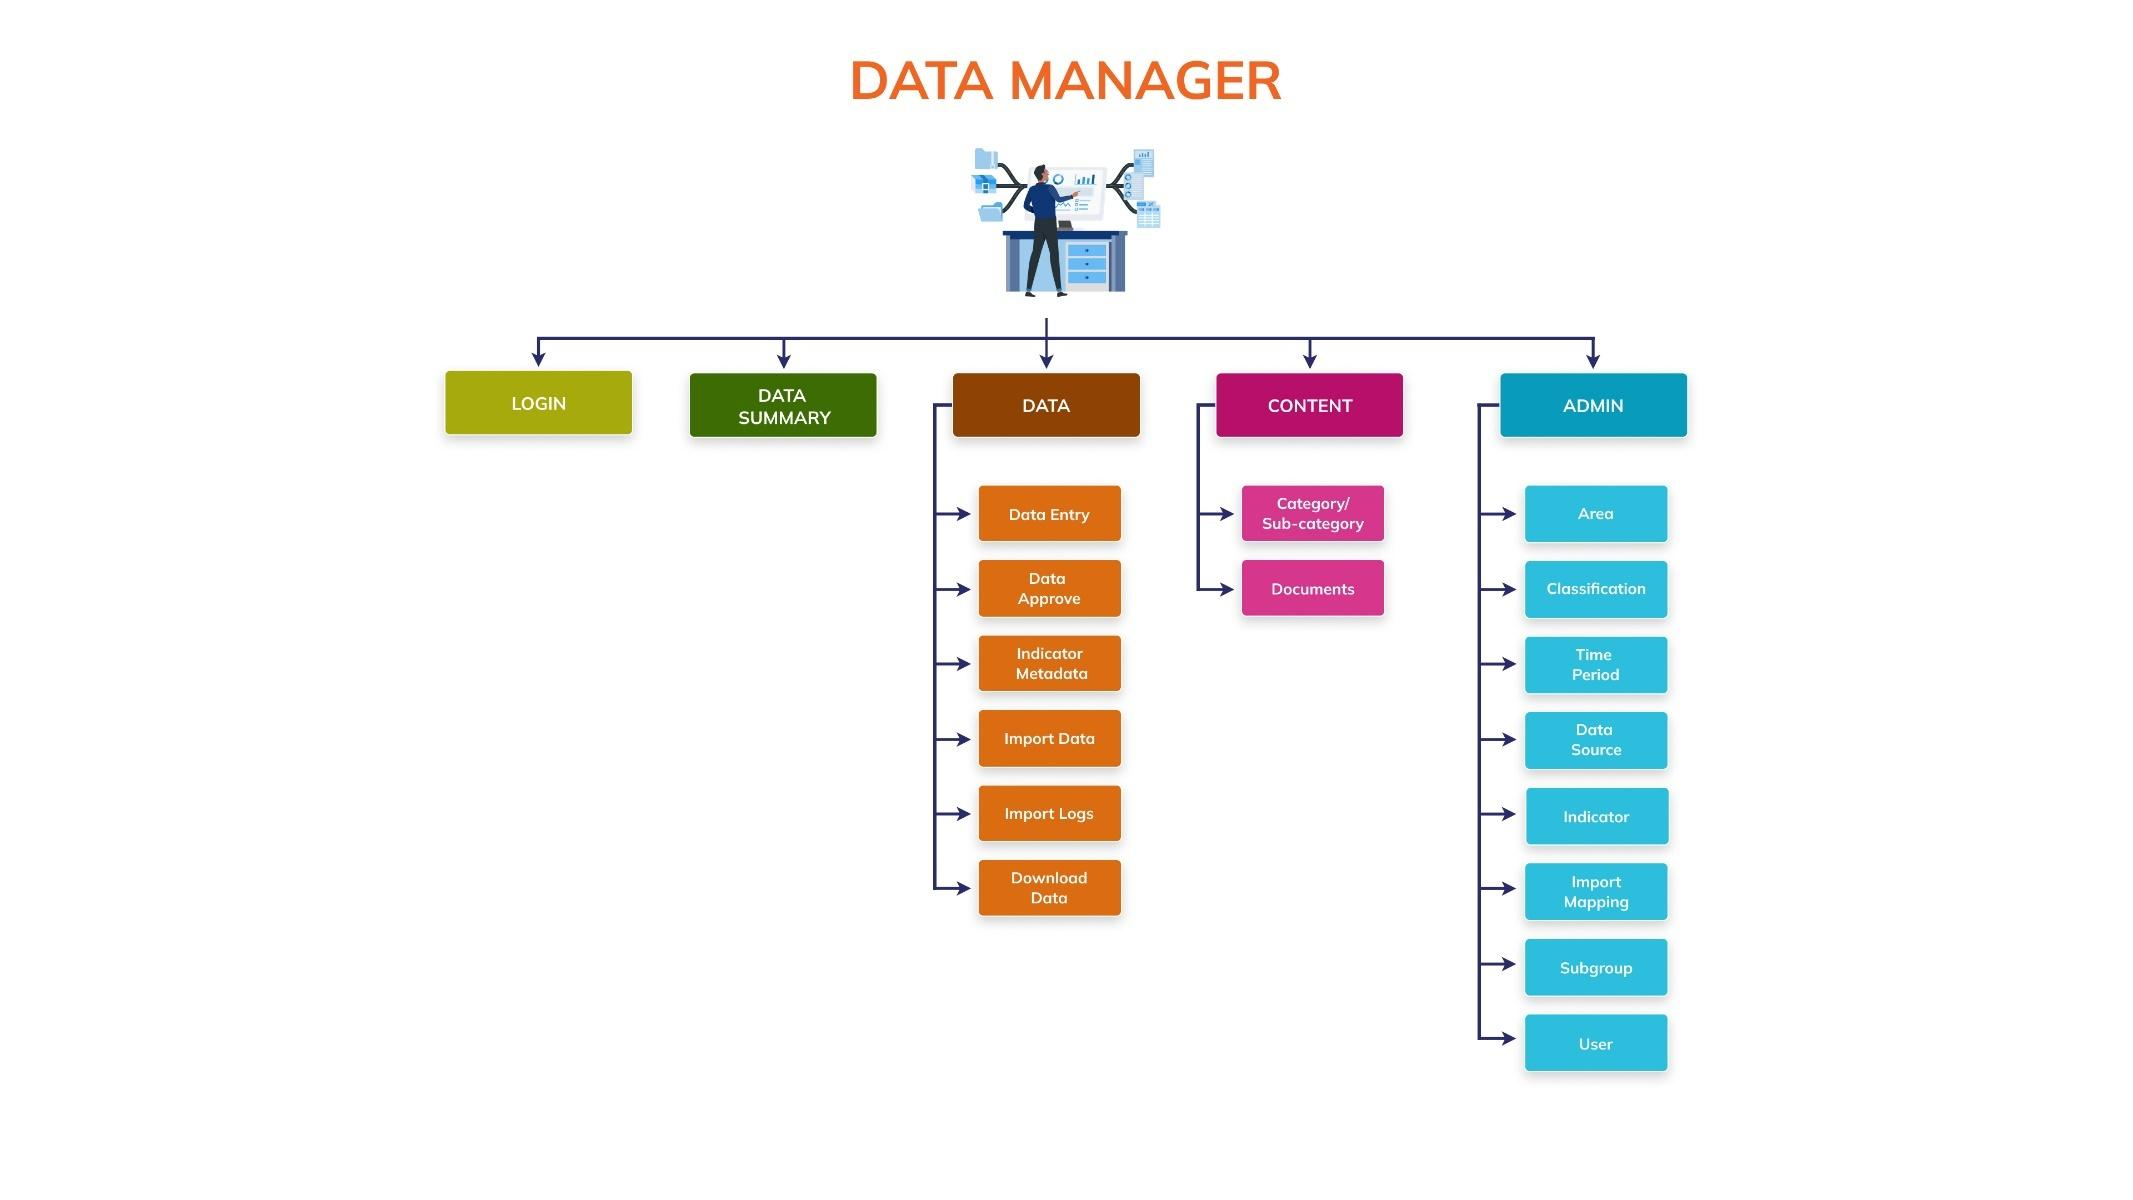 DATA MANAGER
LOGIN
DATA
SUMMARY
DATA
CONTENT
ADMIN
Data Entry
Data
Approve
Indicator
Metadata
Import Data
Import Logs
Download
Data
Category/
Sub-category
Documents
Area
Classification
Time
Period
Data
Source
Indicator
Import
Mapping
Subgroup
User